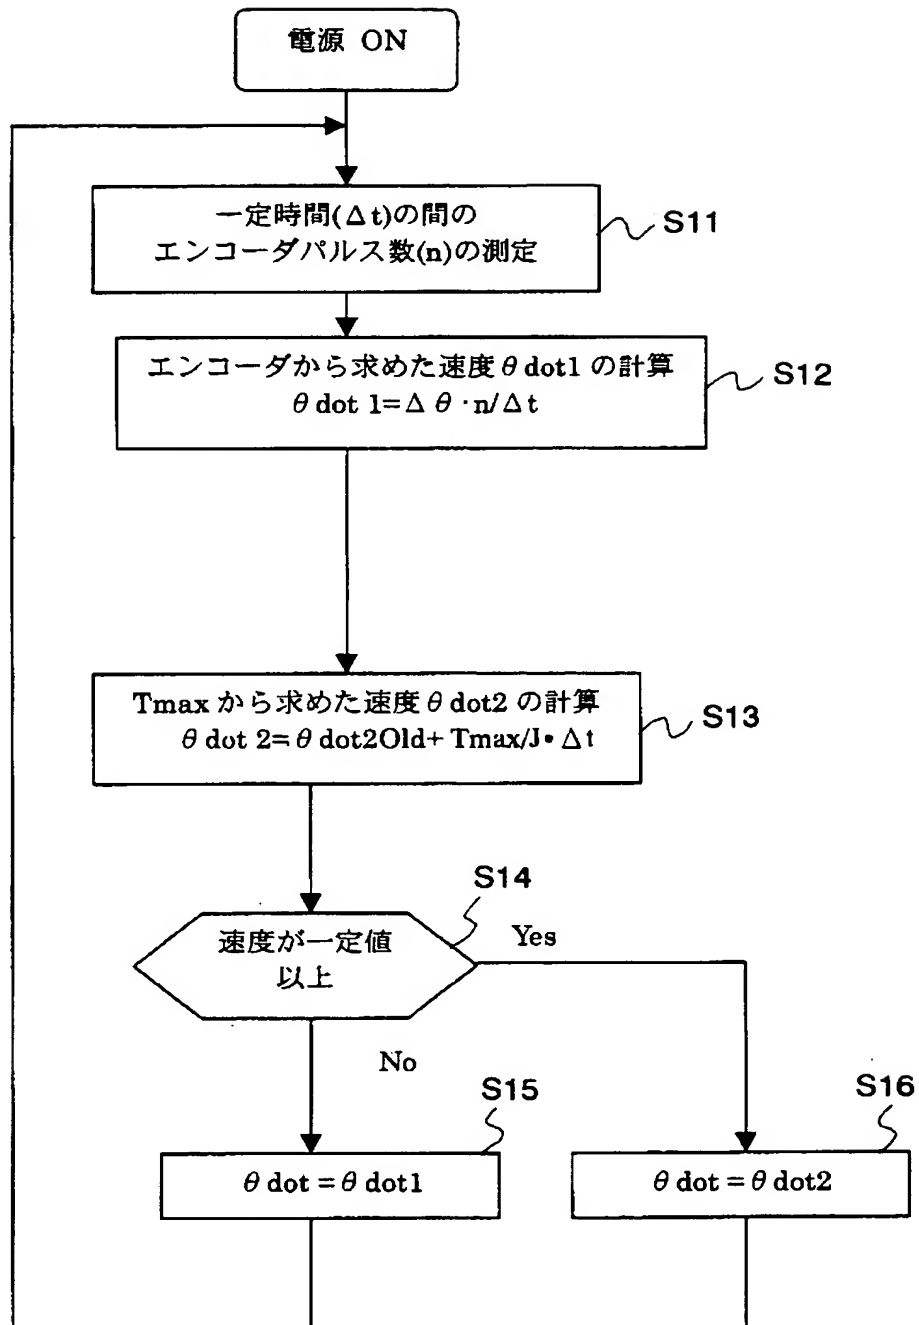 電源 ON
一定時間(Δt)の間の
エンコーダパルス数(n)の測定
S11
エンコーダから求めた速度θdot1 の計算
θ dot 1=Δ θ ·n/Δt
S12
Tmax から求めた速度θdot2 の計算
θ dot 2=θ dot2Old+ Tmax/J• Δt
S13
S14
速度が一定値
以上
Yes
No
S15
θ dot =θ dot1
S16
θ dot =θ dot2